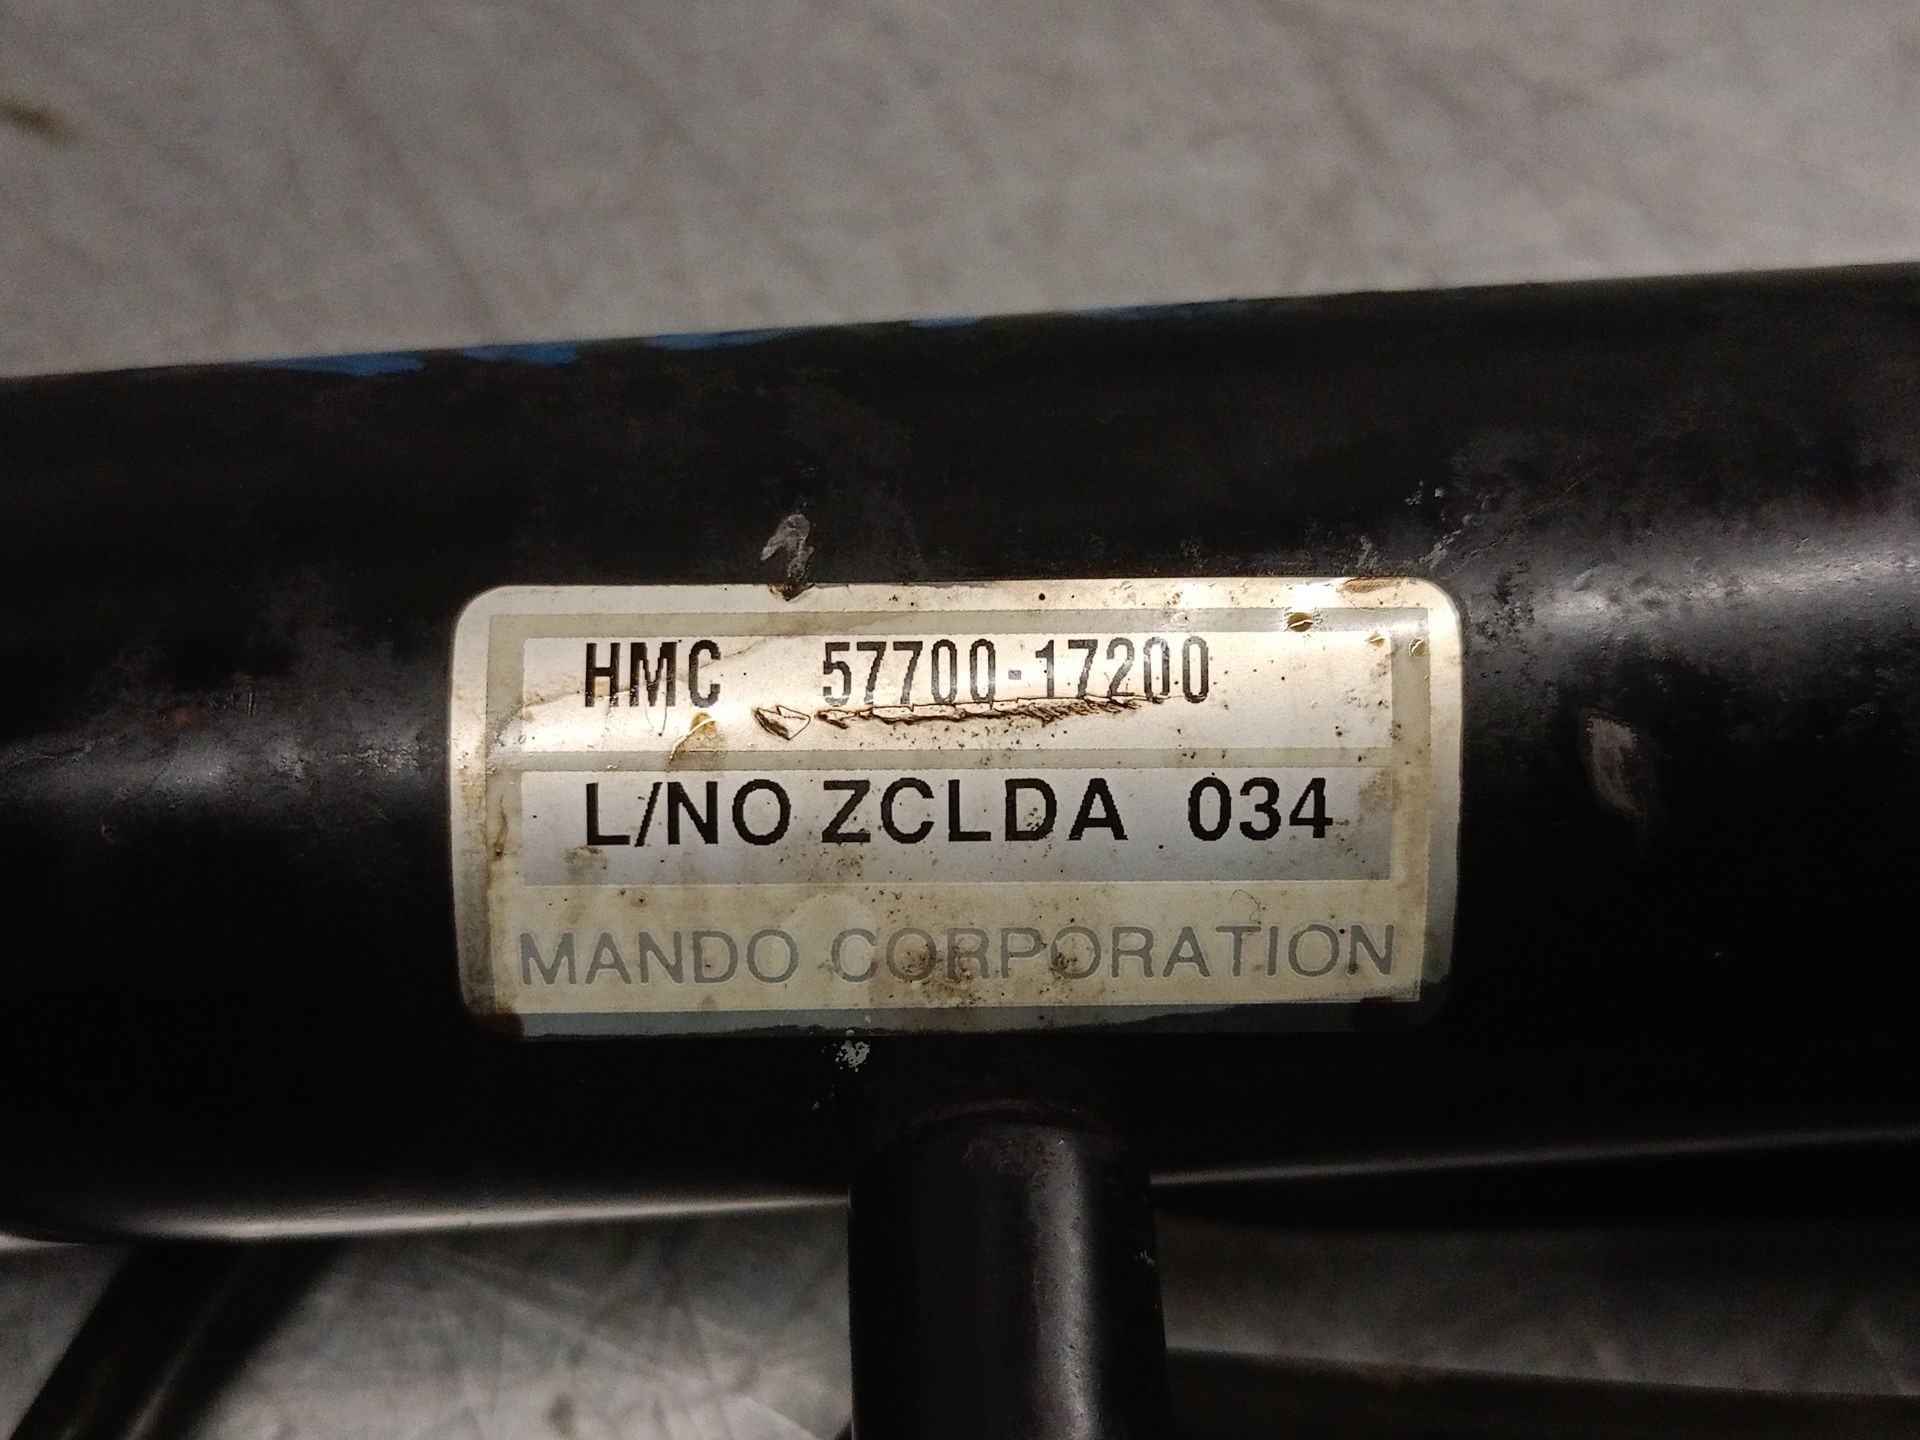 HMC 57700-17200
L/NO ZCLDA 034
MANDO CORPORATION